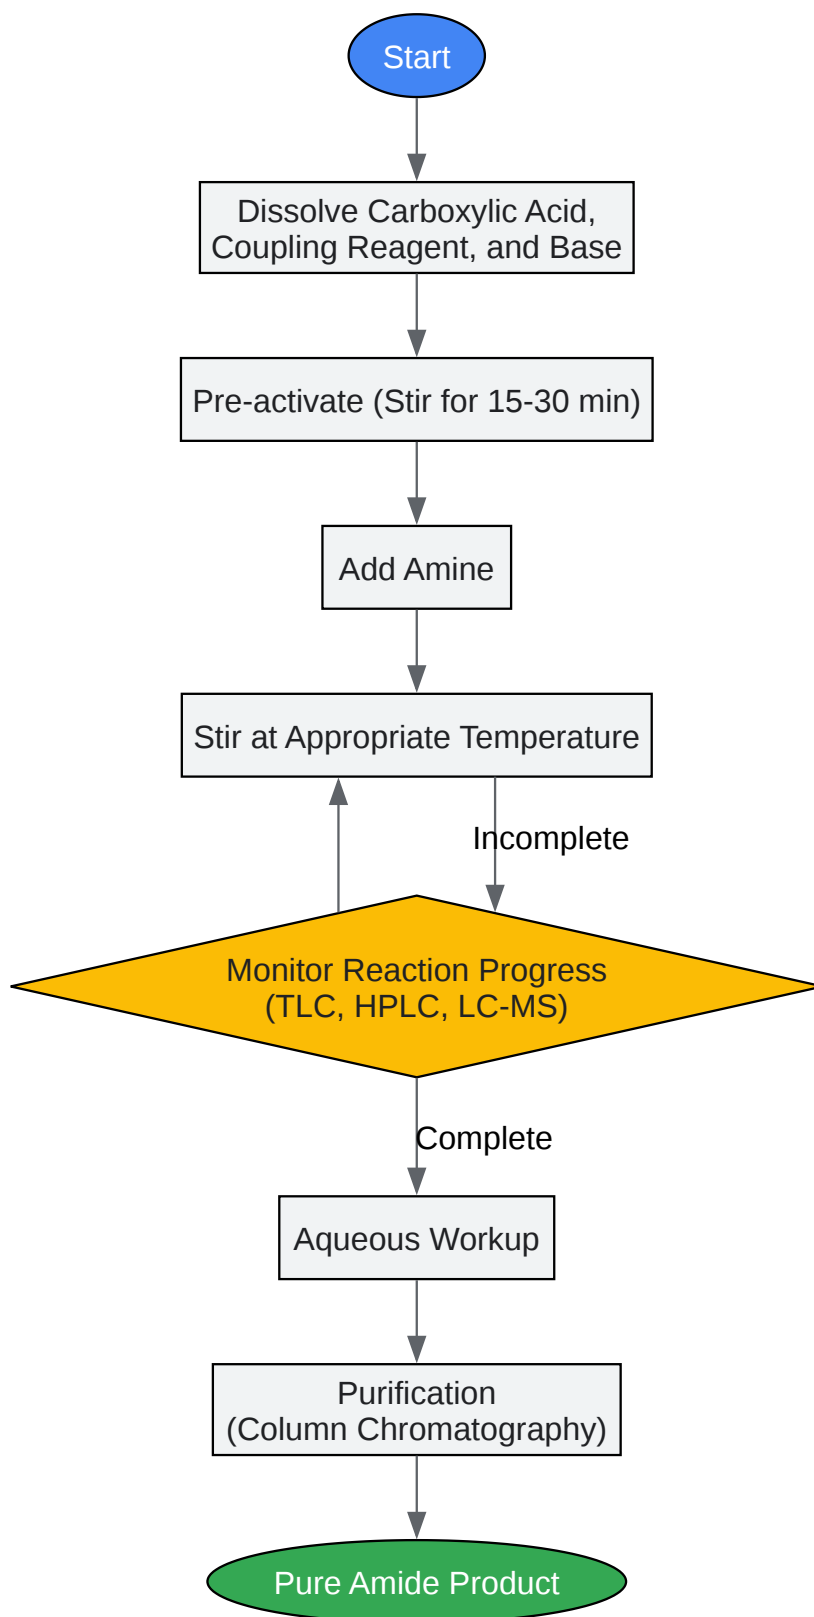 Start
Dissolve Carboxylic Acid,
Coupling Reagent, and Base
Pre-activate (Stir for 15-30 min)
Add Amine
Stir at Appropriate Temperature
Incomplete
Monitor Reaction Progress
(TLC, HPLC, LC-MS)
Complete
Aqueous Workup
Purification
(Column Chromatography)
Pure Amide Product